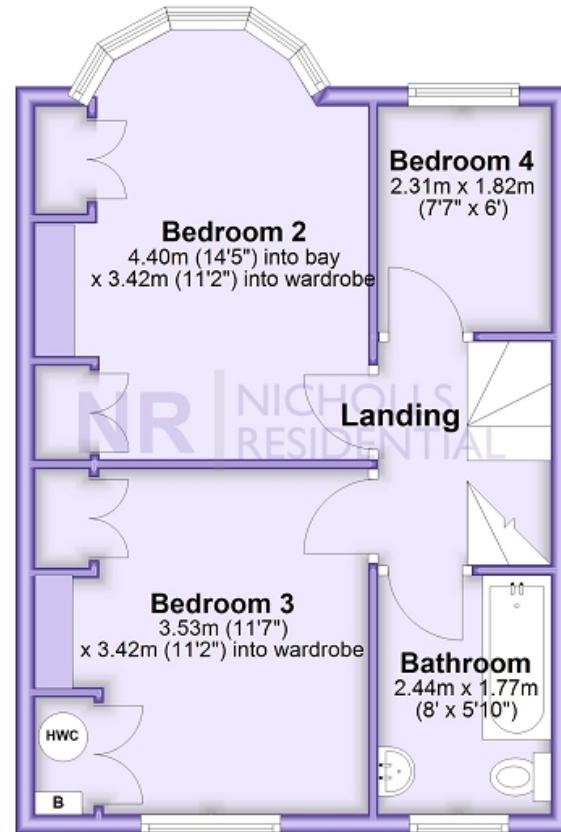 Bedroom 2
4.40m (14'5") into bay
x 3.42m (11'2") into wardrobe
Bedroom 4
2.31m x 1.82m
(7'7" x 6')
NR NICHOLLS
RESIDENTIAL
Landing
Bedroom 3
3.53m (11'7")
x 3.42m (11'2") into wardrobe
Bathroom
2.44m x 1.77m
(8' x 5'10")
HWC
B